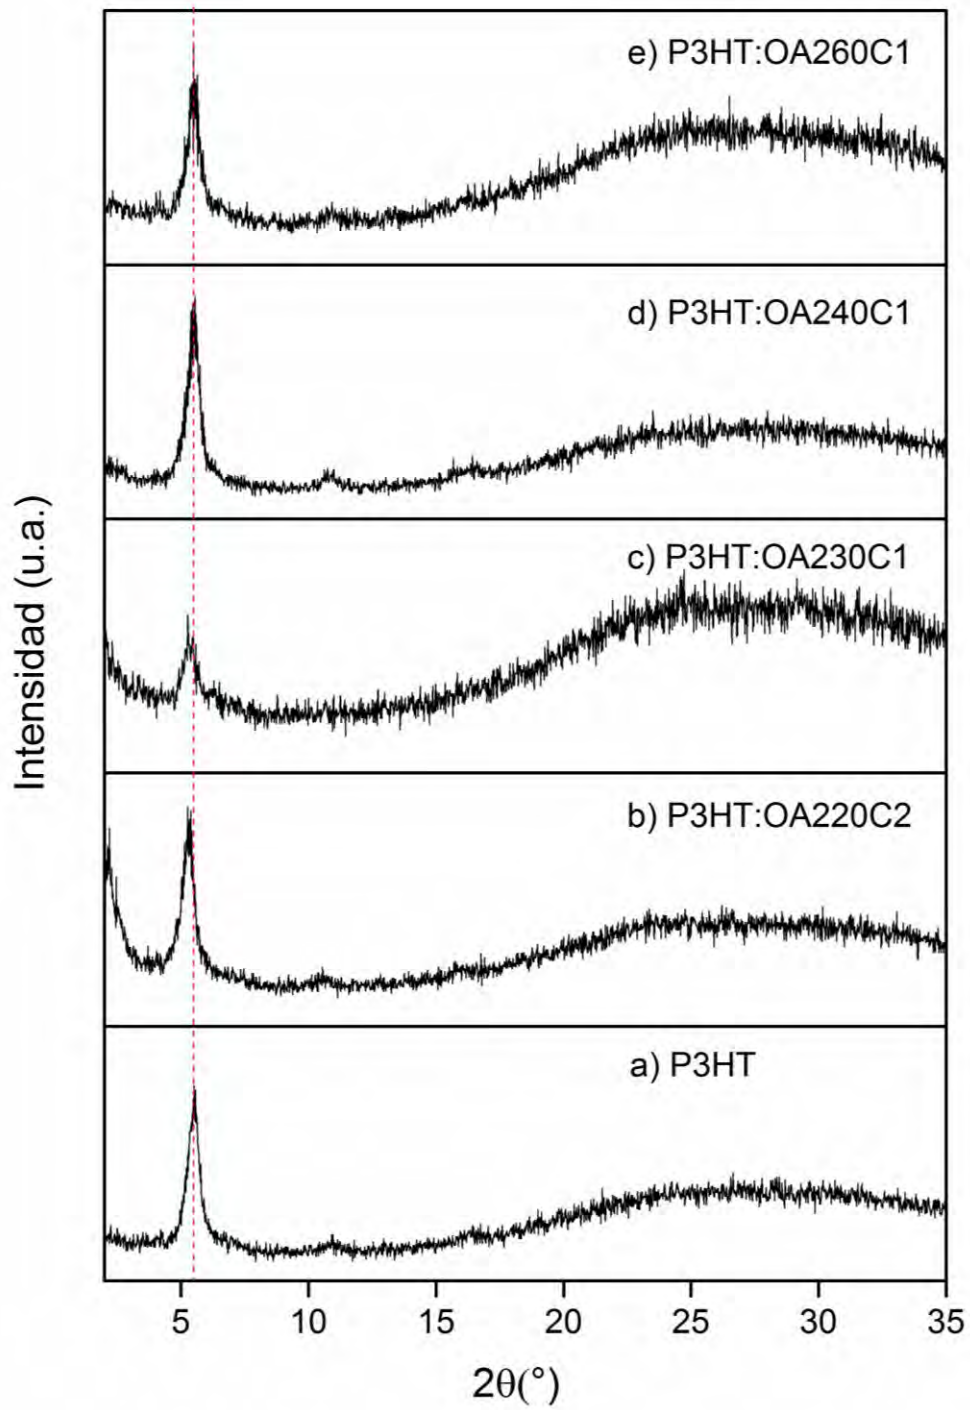 e) P3HT:OA260C1
d) P3HT:OA240C1
c) P3HT:OA230C1
b) P3HT:OA220C2
a) P3HT
Intensidad (u.a.)
5 10 15 20 25 30 35
2θ(°)